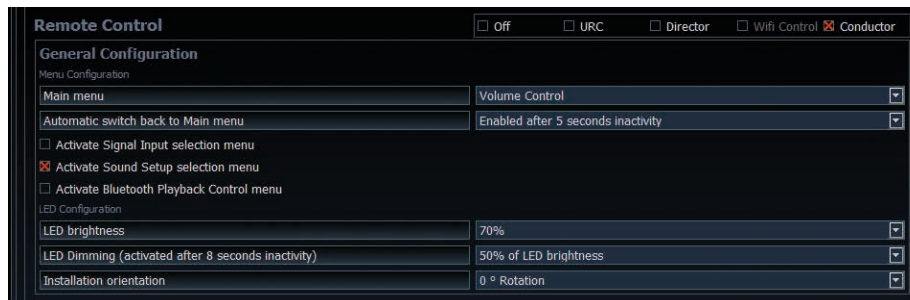 Remote Control Off URC Director Wifi Control Conductor
General Configuration
Menu Configuration
Main menu Volume Control
Automatic switch back to Main menu Enabled after 5 seconds inactivity
Activate Signal Input selection menu
Activate Sound Setup selection menu
Activate Bluetooth Playback Control menu
LED Configuration
LED brightness 70%
LED Dimming (activated after 8 seconds inactivity) 50% of LED brightness
Installation orientation 0 º Rotation